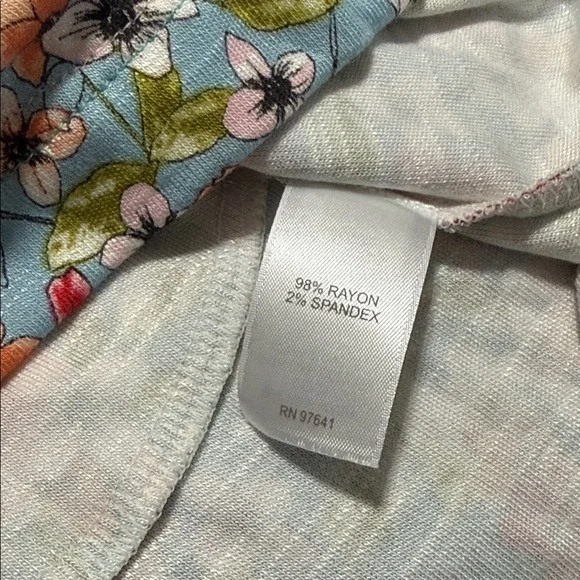 98% RAYON
2% SPANDEX
RN 97641